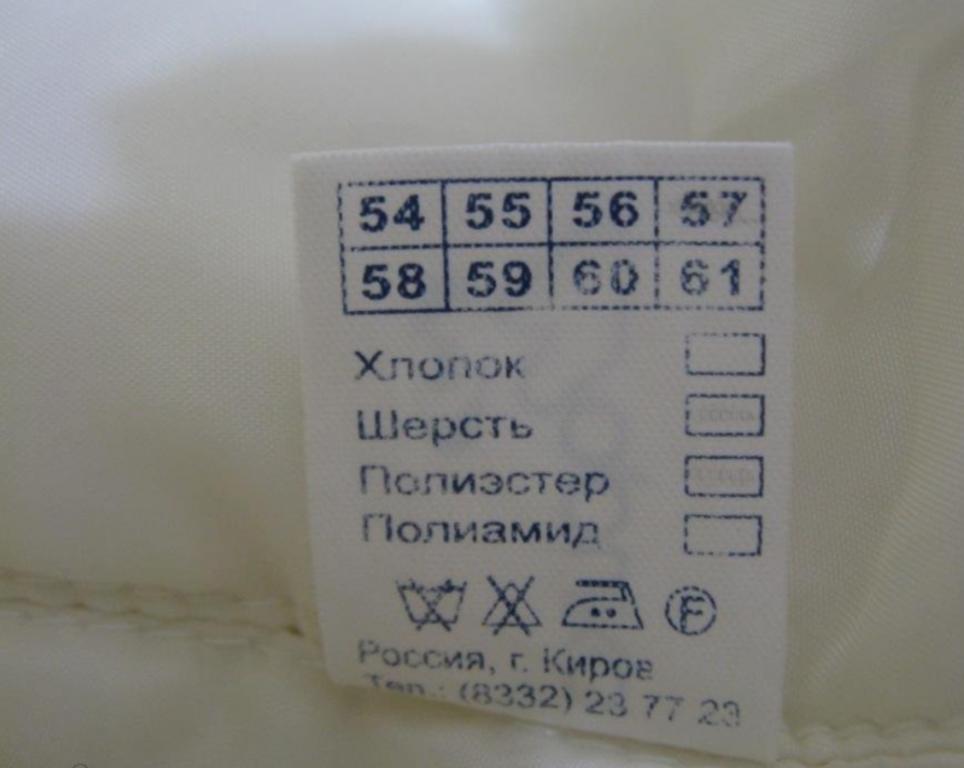 54 55 56 57
58 59 60 61
Хлопок
Шерсть
Полиэстер
Полиамид
F
Россия, г. Киров
Тел.: (8332) 23 77 23